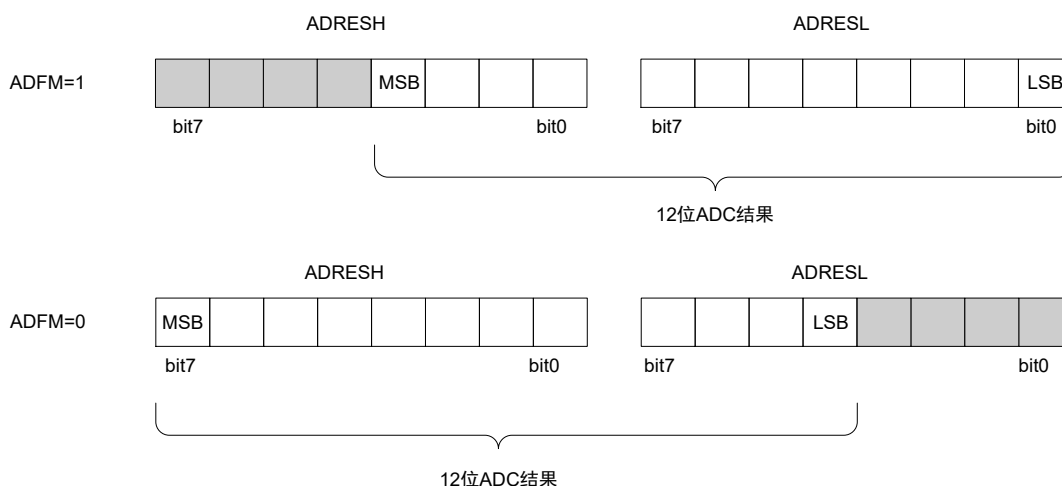 ADRESH ADRESL
ADFM=1 MSB LSB
bit7 bit0 bit7 bit0
12位ADC结果
ADRESH ADRESL
ADFM=0 MSB LSB
bit7 bit0 bit7 bit0
12位ADC结果